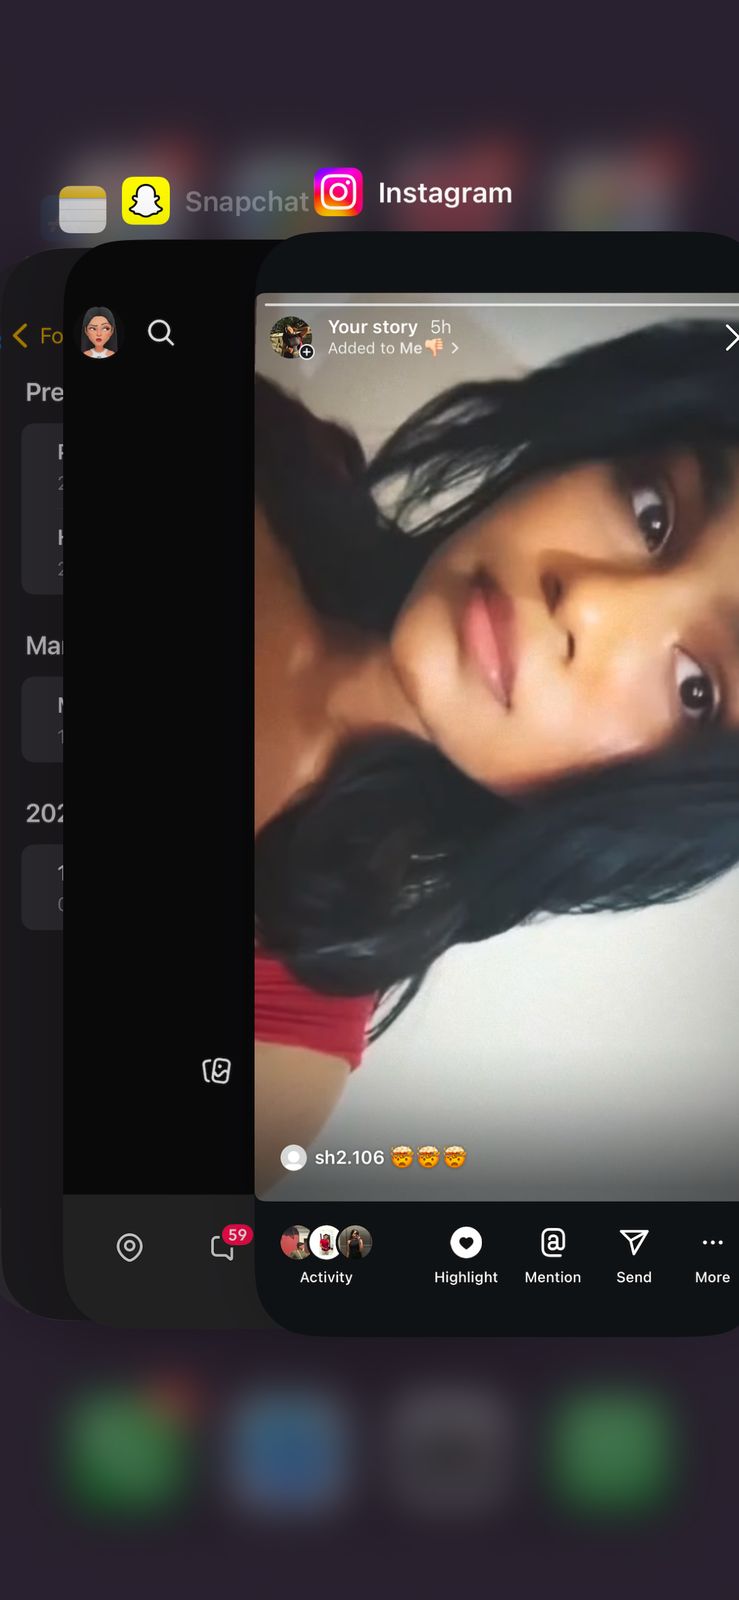 Snapchat
Instagram
Fo
Your story 5h
Added to Me👎🏻 >
Pre
Mar
202
sh2.106 🤯🤯🤯
59
Activity
Highlight
Mention
Send
More